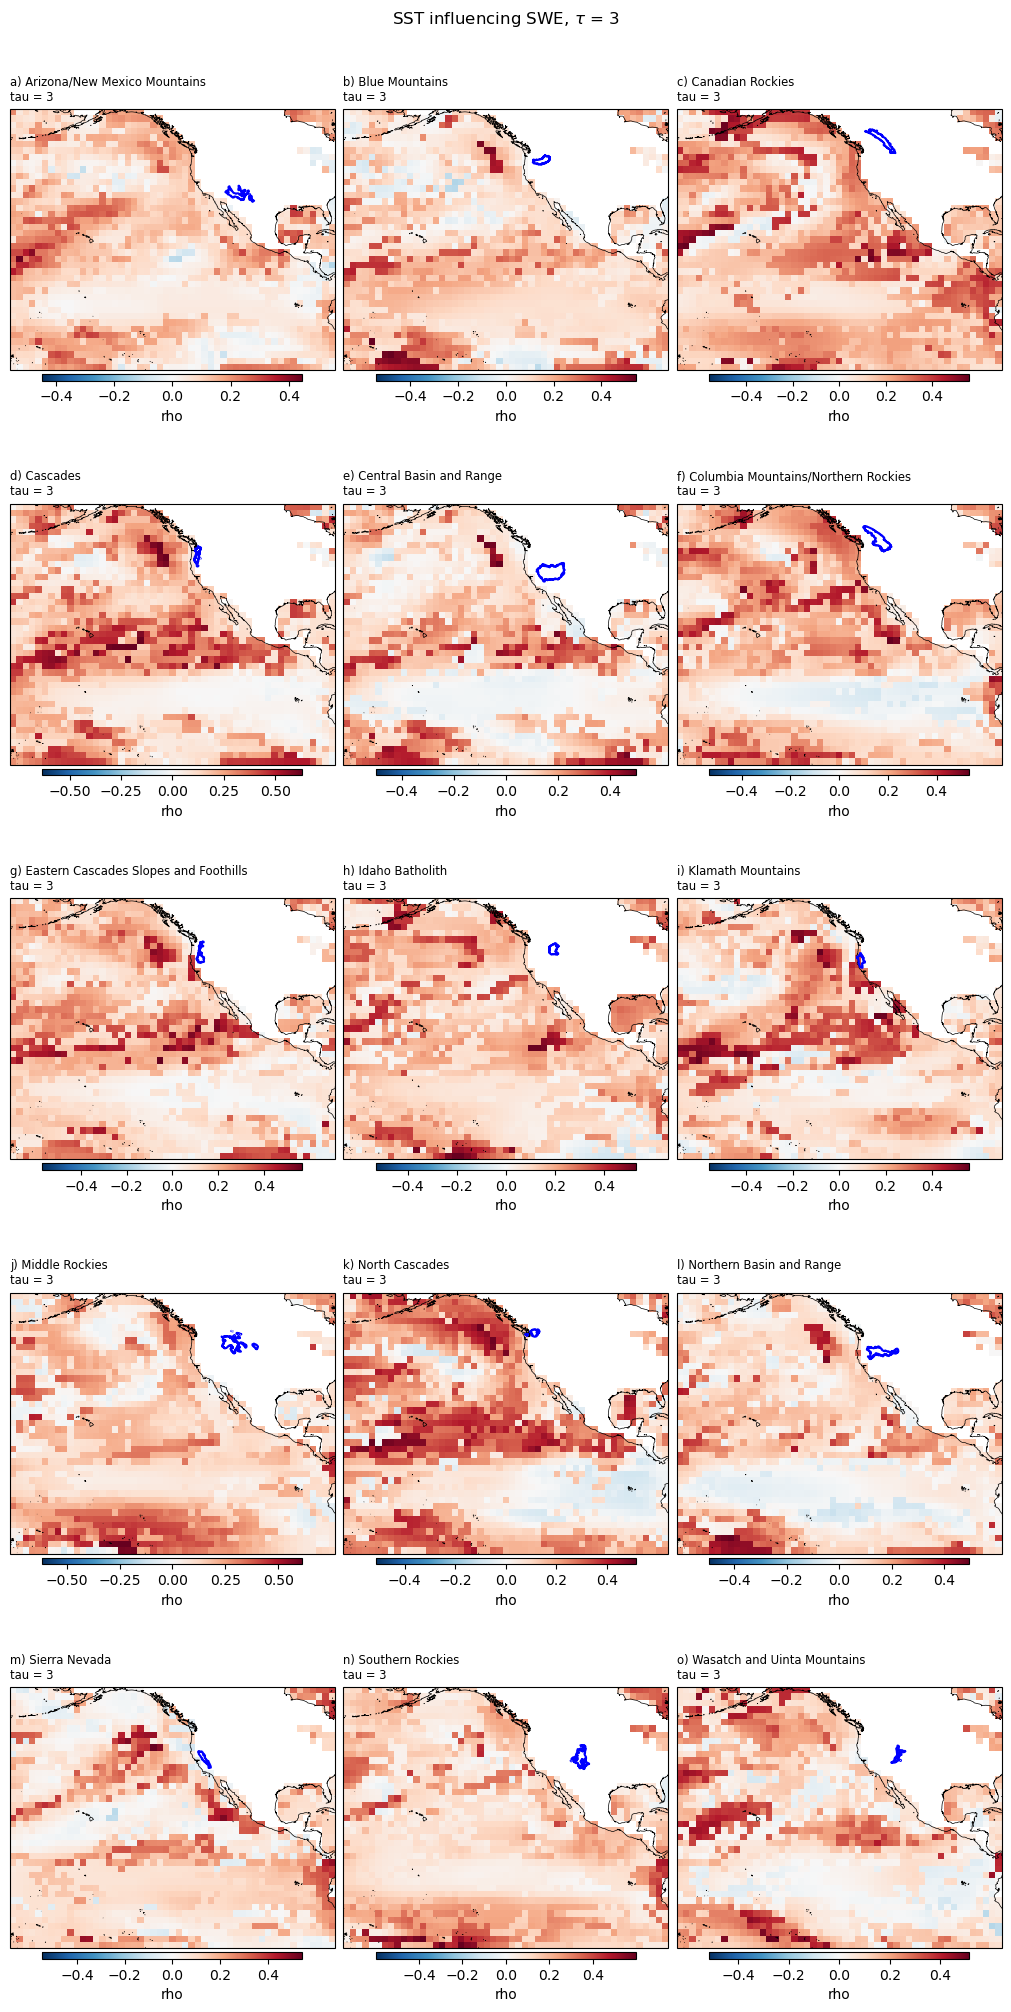 SST influencing SWE, τ = 3
a) Arizona/New Mexico Mountains
tau = 3
b) Blue Mountains
tau = 3
c) Canadian Rockies
tau = 3
−0.4 −0.2 0.0 0.2 0.4
rho
−0.4 −0.2 0.0 0.2 0.4
rho
−0.4 −0.2 0.0 0.2 0.4
rho
d) Cascades
tau = 3
e) Central Basin and Range
tau = 3
f) Columbia Mountains/Northern Rockies
tau = 3
−0.50 −0.25 0.00 0.25 0.50
rho
−0.4 −0.2 0.0 0.2 0.4
rho
−0.4 −0.2 0.0 0.2 0.4
rho
g) Eastern Cascades Slopes and Foothills
tau = 3
h) Idaho Batholith
tau = 3
i) Klamath Mountains
tau = 3
−0.4 −0.2 0.0 0.2 0.4
rho
−0.4 −0.2 0.0 0.2 0.4
rho
−0.4 −0.2 0.0 0.2 0.4
rho
j) Middle Rockies
tau = 3
k) North Cascades
tau = 3
l) Northern Basin and Range
tau = 3
−0.50 −0.25 0.00 0.25 0.50
rho
−0.4 −0.2 0.0 0.2 0.4
rho
−0.4 −0.2 0.0 0.2 0.4
rho
m) Sierra Nevada
tau = 3
n) Southern Rockies
tau = 3
o) Wasatch and Uinta Mountains
tau = 3
−0.4 −0.2 0.0 0.2 0.4
rho
−0.4 −0.2 0.0 0.2 0.4
rho
−0.4 −0.2 0.0 0.2 0.4
rho